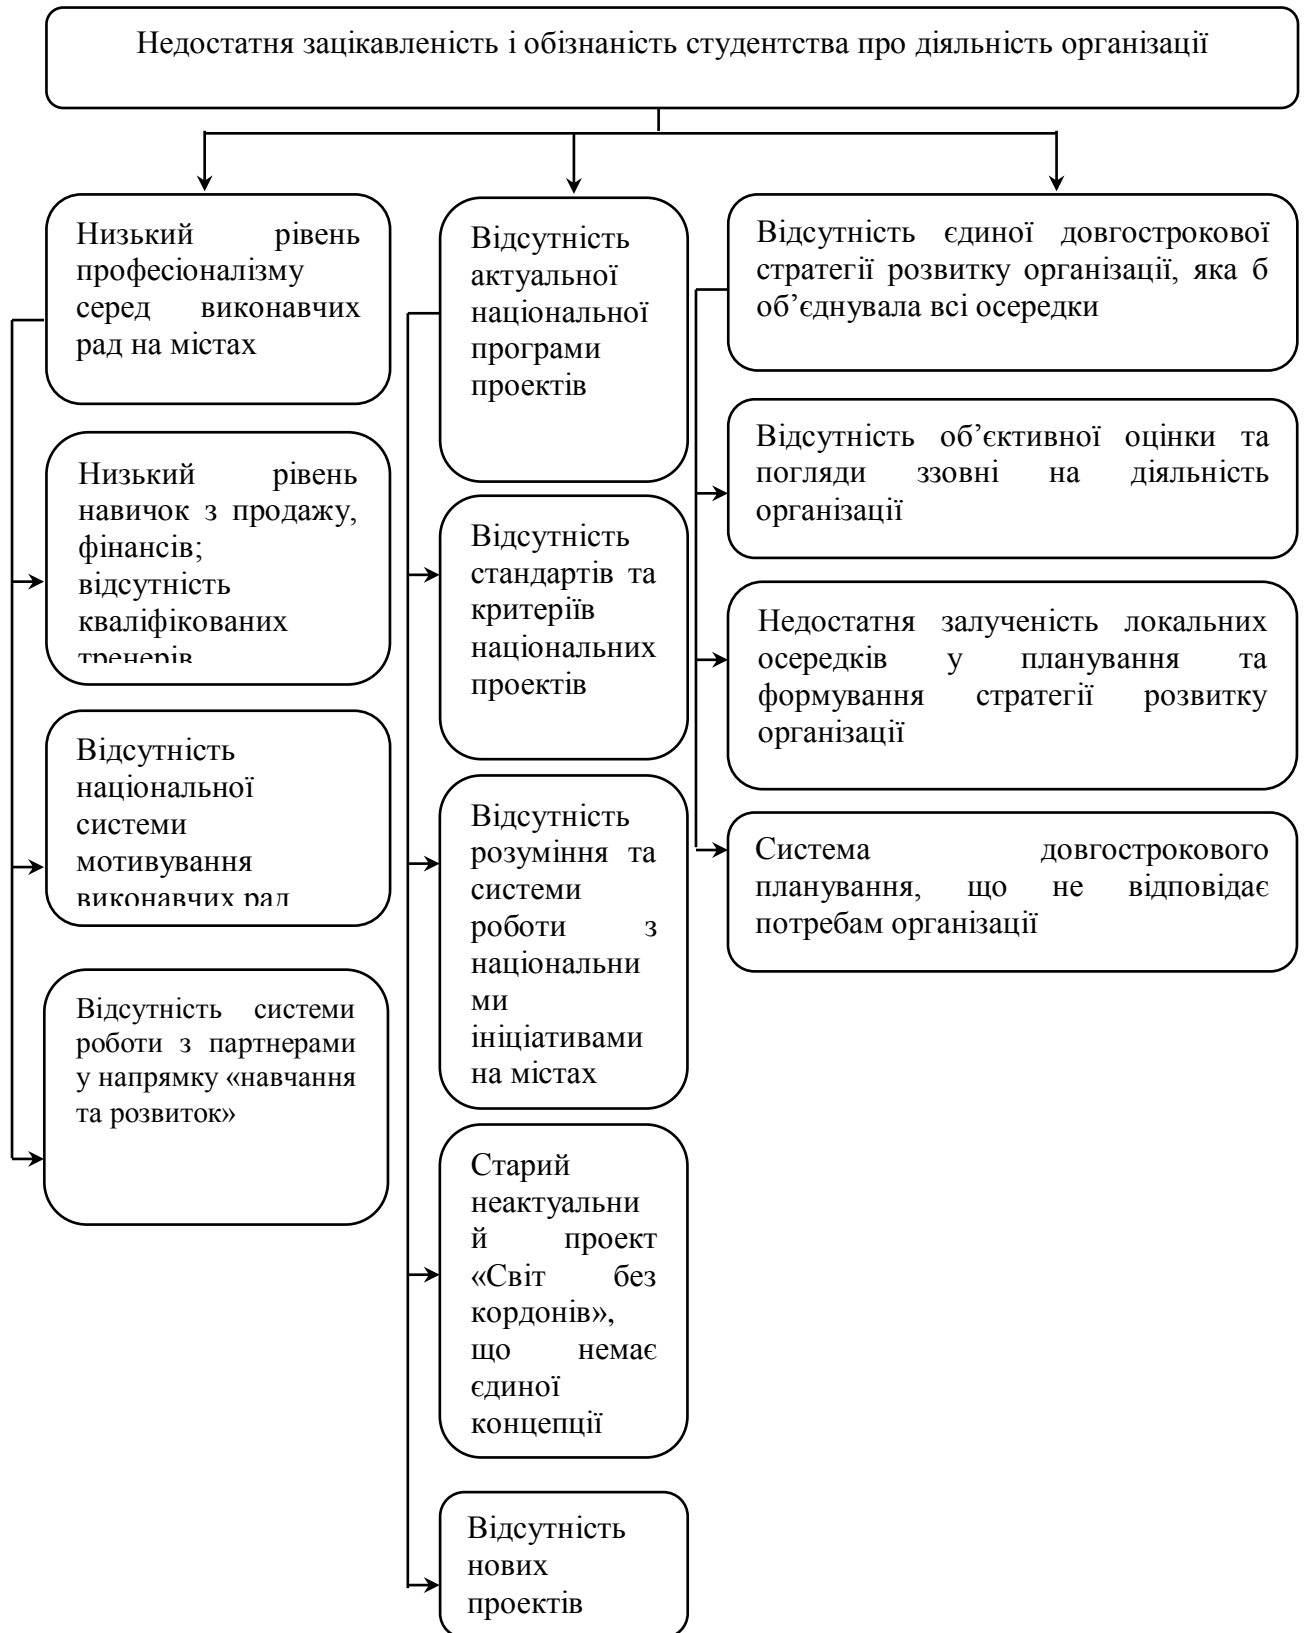 Недостатня зацікавленість і обізнаність студентства про діяльність організації
Низький рівень
професіоналізму
серед виконавчих
рад на містах
Низький рівень
навичок з продажу,
фінансів;
відсутність
кваліфікованих
тренерів
Відсутність
національної
системи
мотивування
виконавчих рад
Відсутність системи
роботи з партнерами
у напрямку «навчання
та розвиток»
Відсутність
актуальної
національної
програми
проектів
Відсутність
стандартів та
критеріїв
національних
проектів
Відсутність
розуміння та
системи
роботи з
національни
ми
ініціативами
на містах
Старий
неактуальни
й проект
«Світ без
кордонів»,
що немає
єдиної
концепції
Відсутність
нових
проектів
Відсутність єдиної довгострокової
стратегії розвитку організації, яка б
об’єднувала всі осередки
Відсутність об’єктивної оцінки та
погляди ззовні на діяльність
організації
Недостатня залученість локальних
осередків у планування та
формування стратегії розвитку
організації
Система довгострокового
планування, що не відповідає
потребам організації